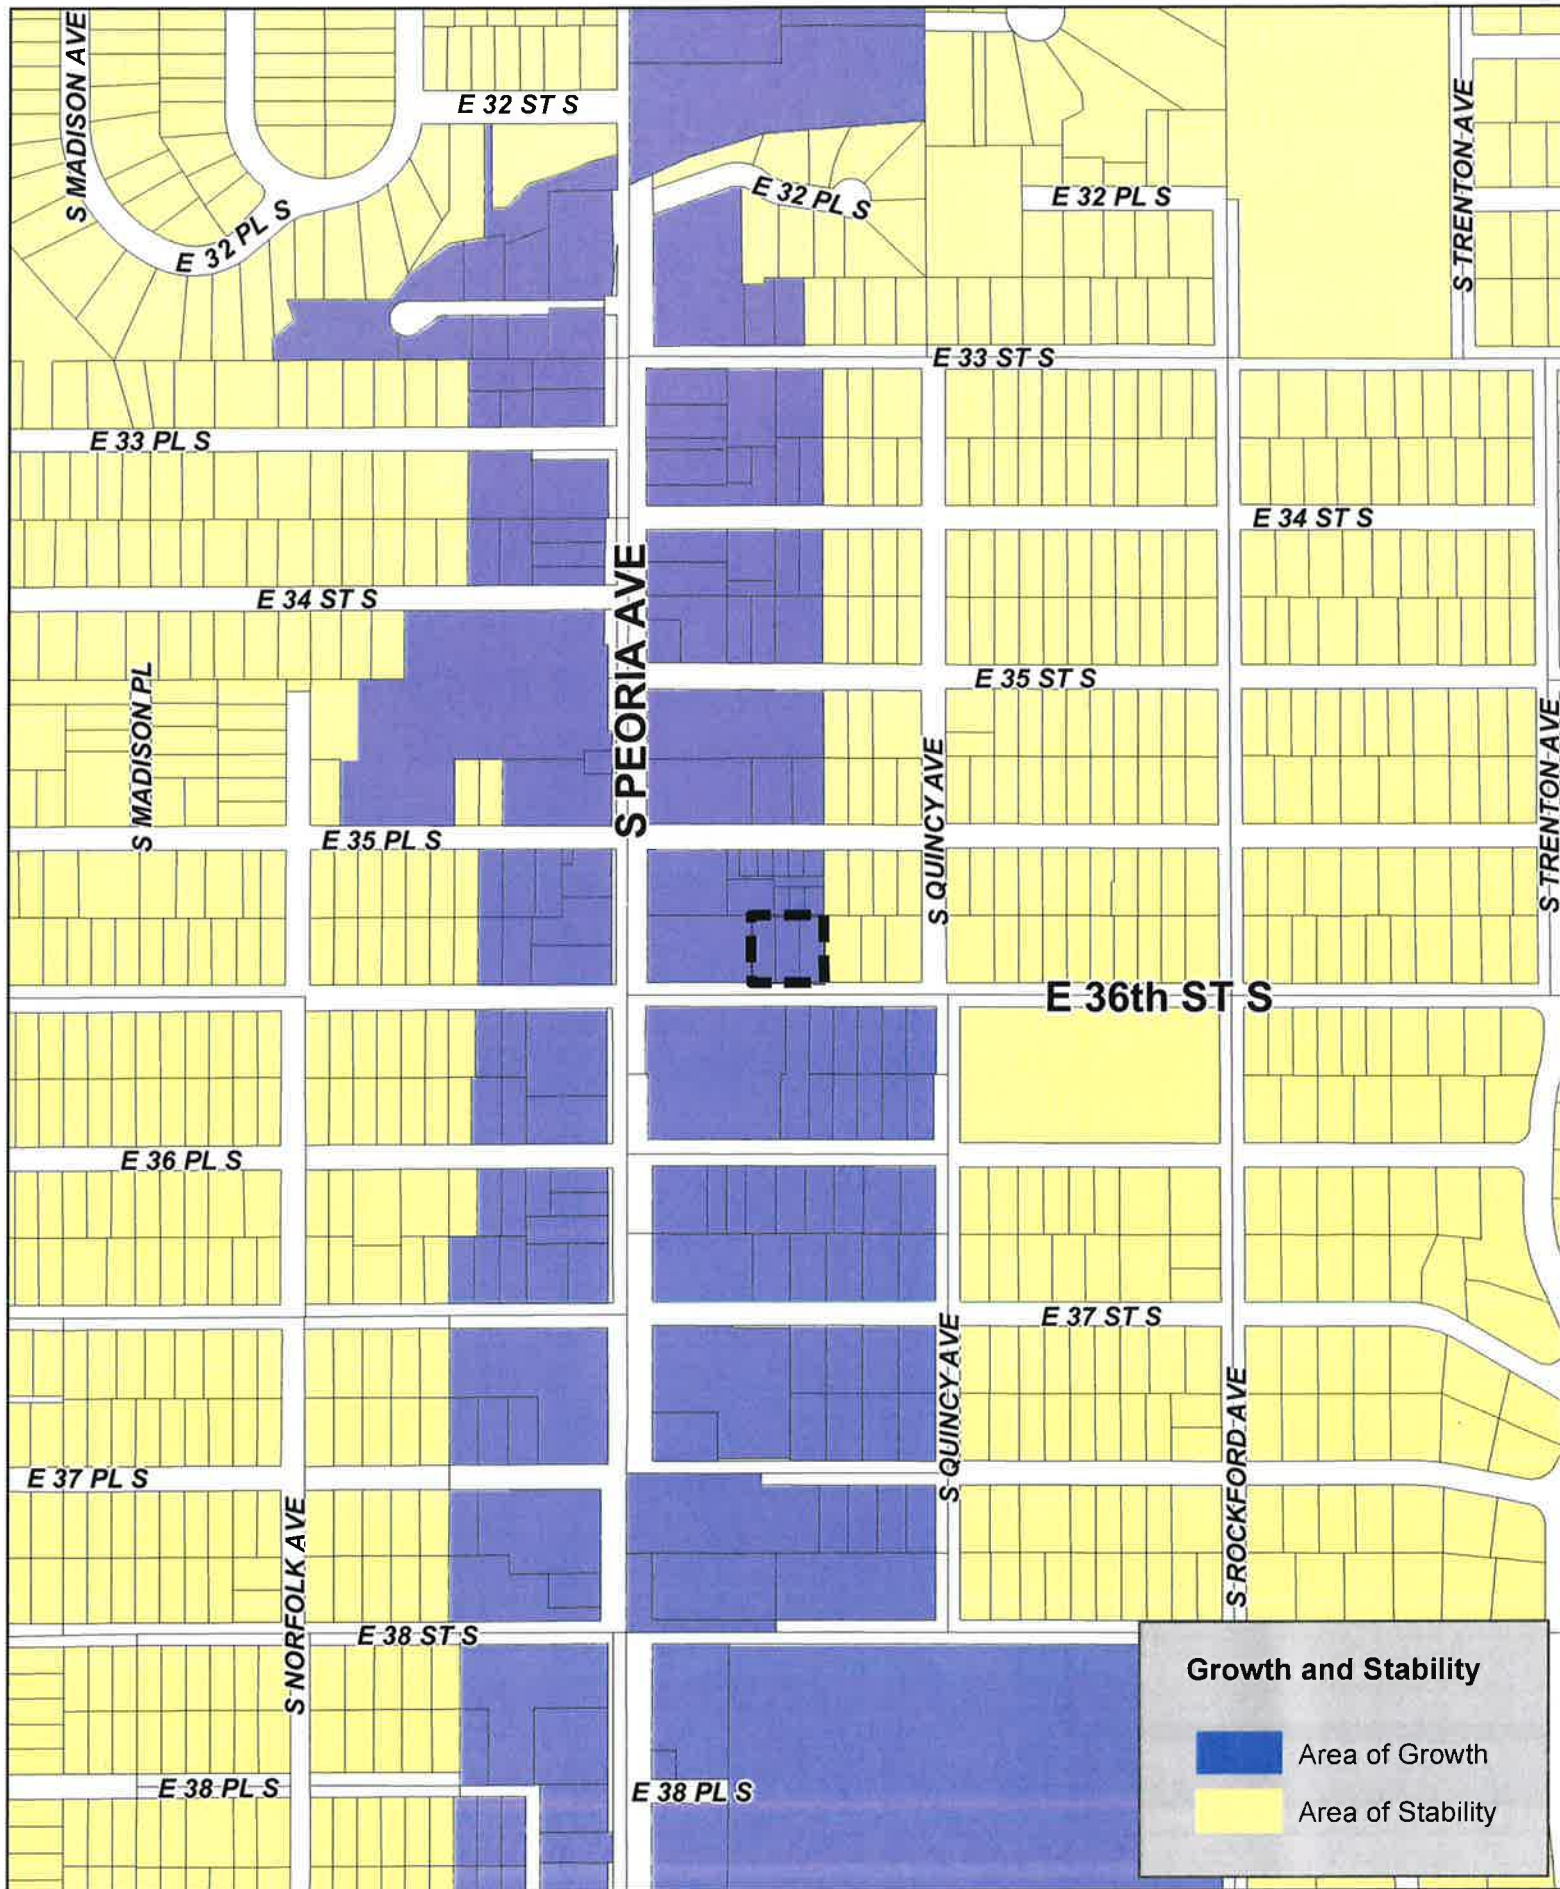 S MADISON AVE
E 32 ST S
E 32 PL S
E 32 PL S
E 32 PL S
S TRENTON AVE
E 33 ST S
E 33 PL S
E 34 ST S
E 34 ST S
S PEORIA AVE
E 35 ST S
S MADISON PL
S QUINCY AVE
S TRENTON AVE
E 35 PL S
E 36th ST S
E 36 PL S
E 37 ST S
S QUINCY AVE
S ROCKFORD AVE
E 37 PL S
S NORFOLK AVE
E 38 ST S
E 38 PL S
E 38 PL S
Growth and Stability
Area of Growth
Area of Stability